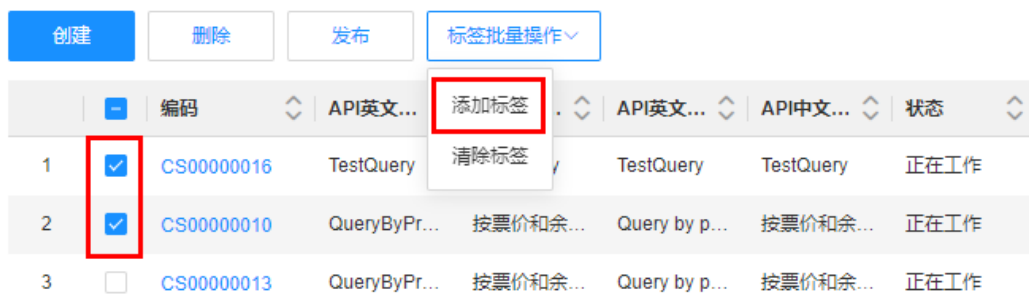 创建 删除 发布 标签批量操作
添加标签
清除标签
编码 API英文... . API英文... API中文... 状态
1 CS00000016 TestQuery y TestQuery TestQuery 正在工作
2 CS00000010 QueryByPr... 按票价和余... Query by p... 按票价和余... 正在工作
3 CS00000013 QueryByPr... 按票价和余... Query by p... 按票价和余... 正在工作